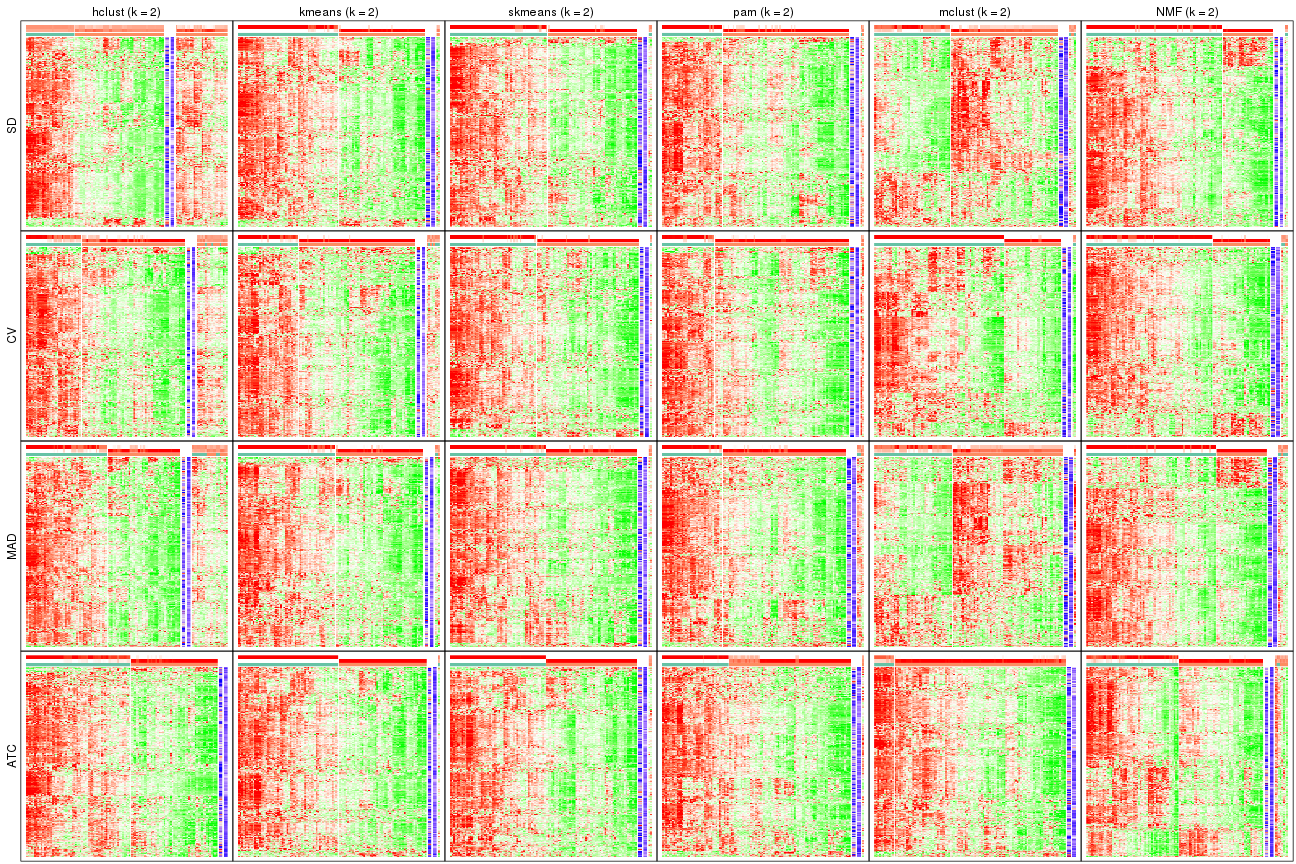 hclust (k = 2) kmeans (k = 2) skmeans (k = 2) pam (k = 2) mclust (k = 2) NMF (k = 2)
SD
CV
MAD
ATC